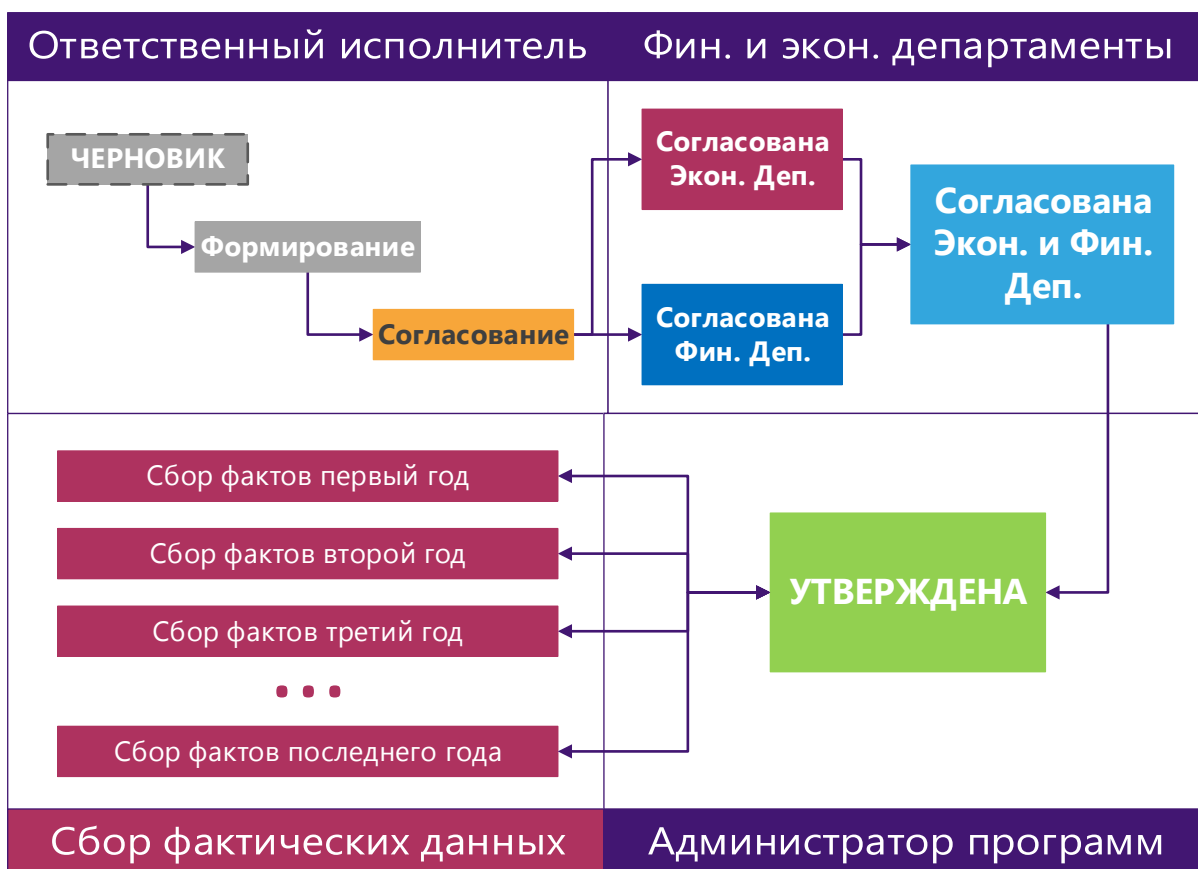 Ответственный исполнитель
Фин. и экон. департаменты
ЧЕРНОВИК
Формирование
Согласование
Согласована
Экон. Деп.
Согласована
Фин. Деп.
Согласована
Экон. и Фин.
Деп.
Сбор фактов первый год
Сбор фактов второй год
Сбор фактов третий год
...
Сбор фактов последнего года
УТВЕРЖДЕНА
Сбор фактических данных
Администратор программ